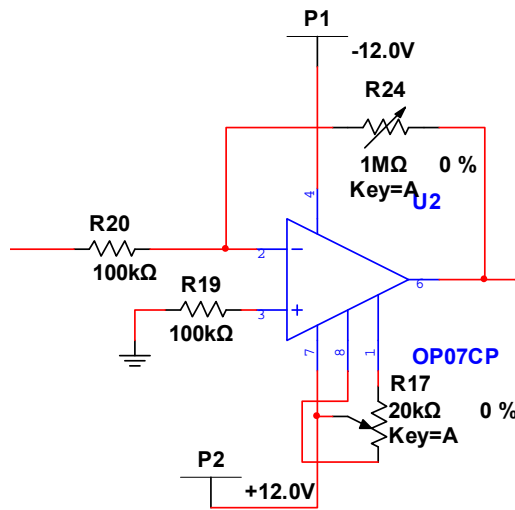 P1
-12.0V
R24
1MΩ 0 %
Key=A
4
U2
R20
2
100kΩ
R19
3
100kΩ
6
7
8
1
OP07CP
R17
20kΩ 0 %
Key=A
P2
+12.0V